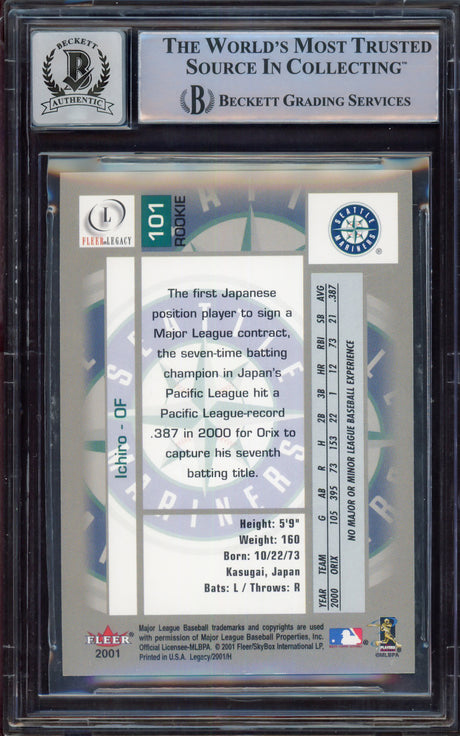 BECKETT
B
AUTHENTIC
THE WORLD'S MOST TRUSTED
SOURCE IN COLLECTING™
B BECKETT GRADING SERVICES
L
FLEER LEGACY
101
ROOKIE
SEATTLE
MARINERS
®
Ichiro - OF
The first Japanese
position player to sign a
Major League contract,
the seven-time batting
champion in Japan's
Pacific League hit a
Pacific League-record
.387 in 2000 for Orix to
capture his seventh
batting title.
SEATTLE
MARINERS
Height: 5'9"
Weight: 160
Born: 10/22/73
Kasugai, Japan
Bats: L / Throws: R
YEAR TEAM G AB R H 2B 3B HR RBI SB AVG
2000 ORIX 105 395 73 153 22 1 12 73 21 .387
NO MAJOR OR MINOR LEAGUE BASEBALL EXPERIENCE
FLEER
2001
Major League Baseball trademarks and copyrights are used
with permission of Major League Baseball Properties, Inc.
Official Licensee-MLBPA. © 2001 Fleer/SkyBox International LP,
Printed in U.S.A. Legacy/2001/H
©MLBPA